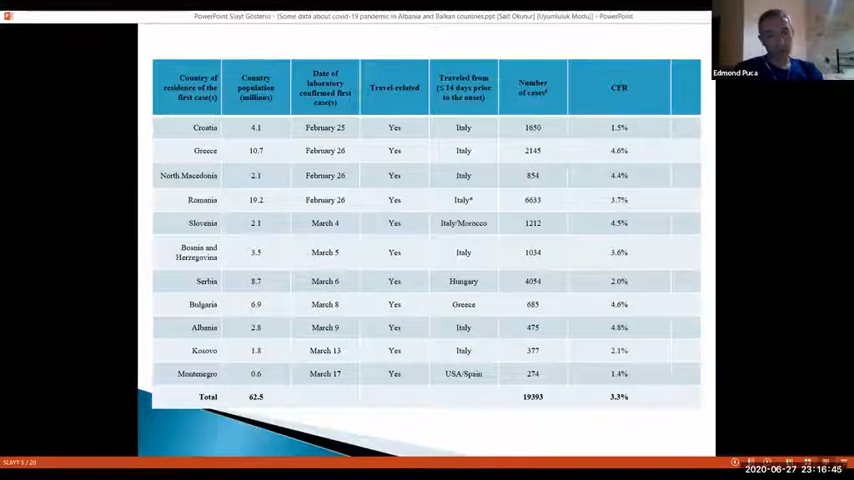 PowerPoint Slayt Gösterisi - [Some data about covid-19 pandemic in Albania and Balkan countries.ppt [Salt Okunur] [Uyumluluk Modu]] - PowerPoint
Edmond Puca
Country of residence of the first case(s) Country population (millions) Date of laboratory confirmed first case(s) Travel-related Traveled from (≤ 14 days prior to the onset) Number of cases CFR
Croatia 4.1 February 25 Yes Italy 1650 1.5%
Greece 10.7 February 26 Yes Italy 2145 4.6%
North Macedonia 2.1 February 26 Yes Italy 854 4.4%
Romania 19.2 February 26 Yes Italy* 6633 3.7%
Slovenia 2.1 March 4 Yes Italy/Morocco 1212 4.5%
Bosnia and Herzegovina 3.5 March 5 Yes Italy 1034 3.6%
Serbia 8.7 March 6 Yes Hungary 4054 2.0%
Bulgaria 6.9 March 8 Yes Greece 685 4.6%
Albania 2.8 March 9 Yes Italy 475 4.8%
Kosovo 1.8 March 13 Yes Italy 377 2.1%
Montenegro 0.6 March 17 Yes USA/Spain 274 1.4%
Total 62.5 19393 3.3%
SLAYT 5 / 20
2020-06-27 23:16:45